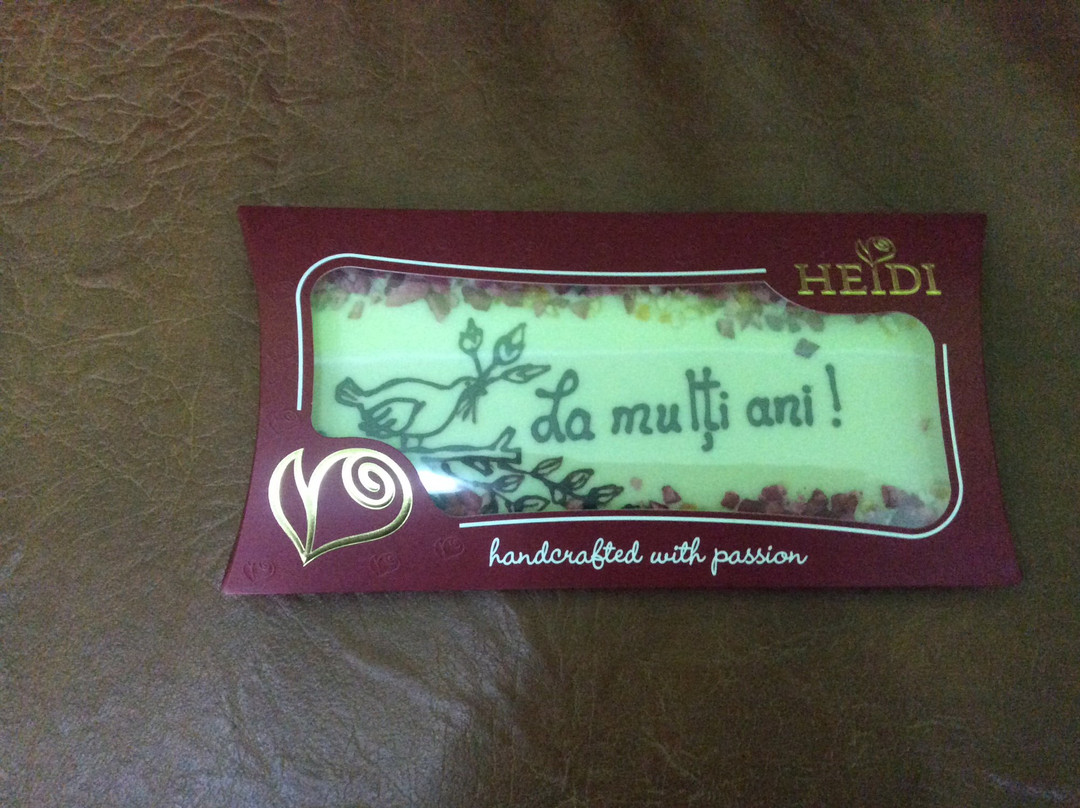 HEIDI
La mulți ani !
handcrafted with passion